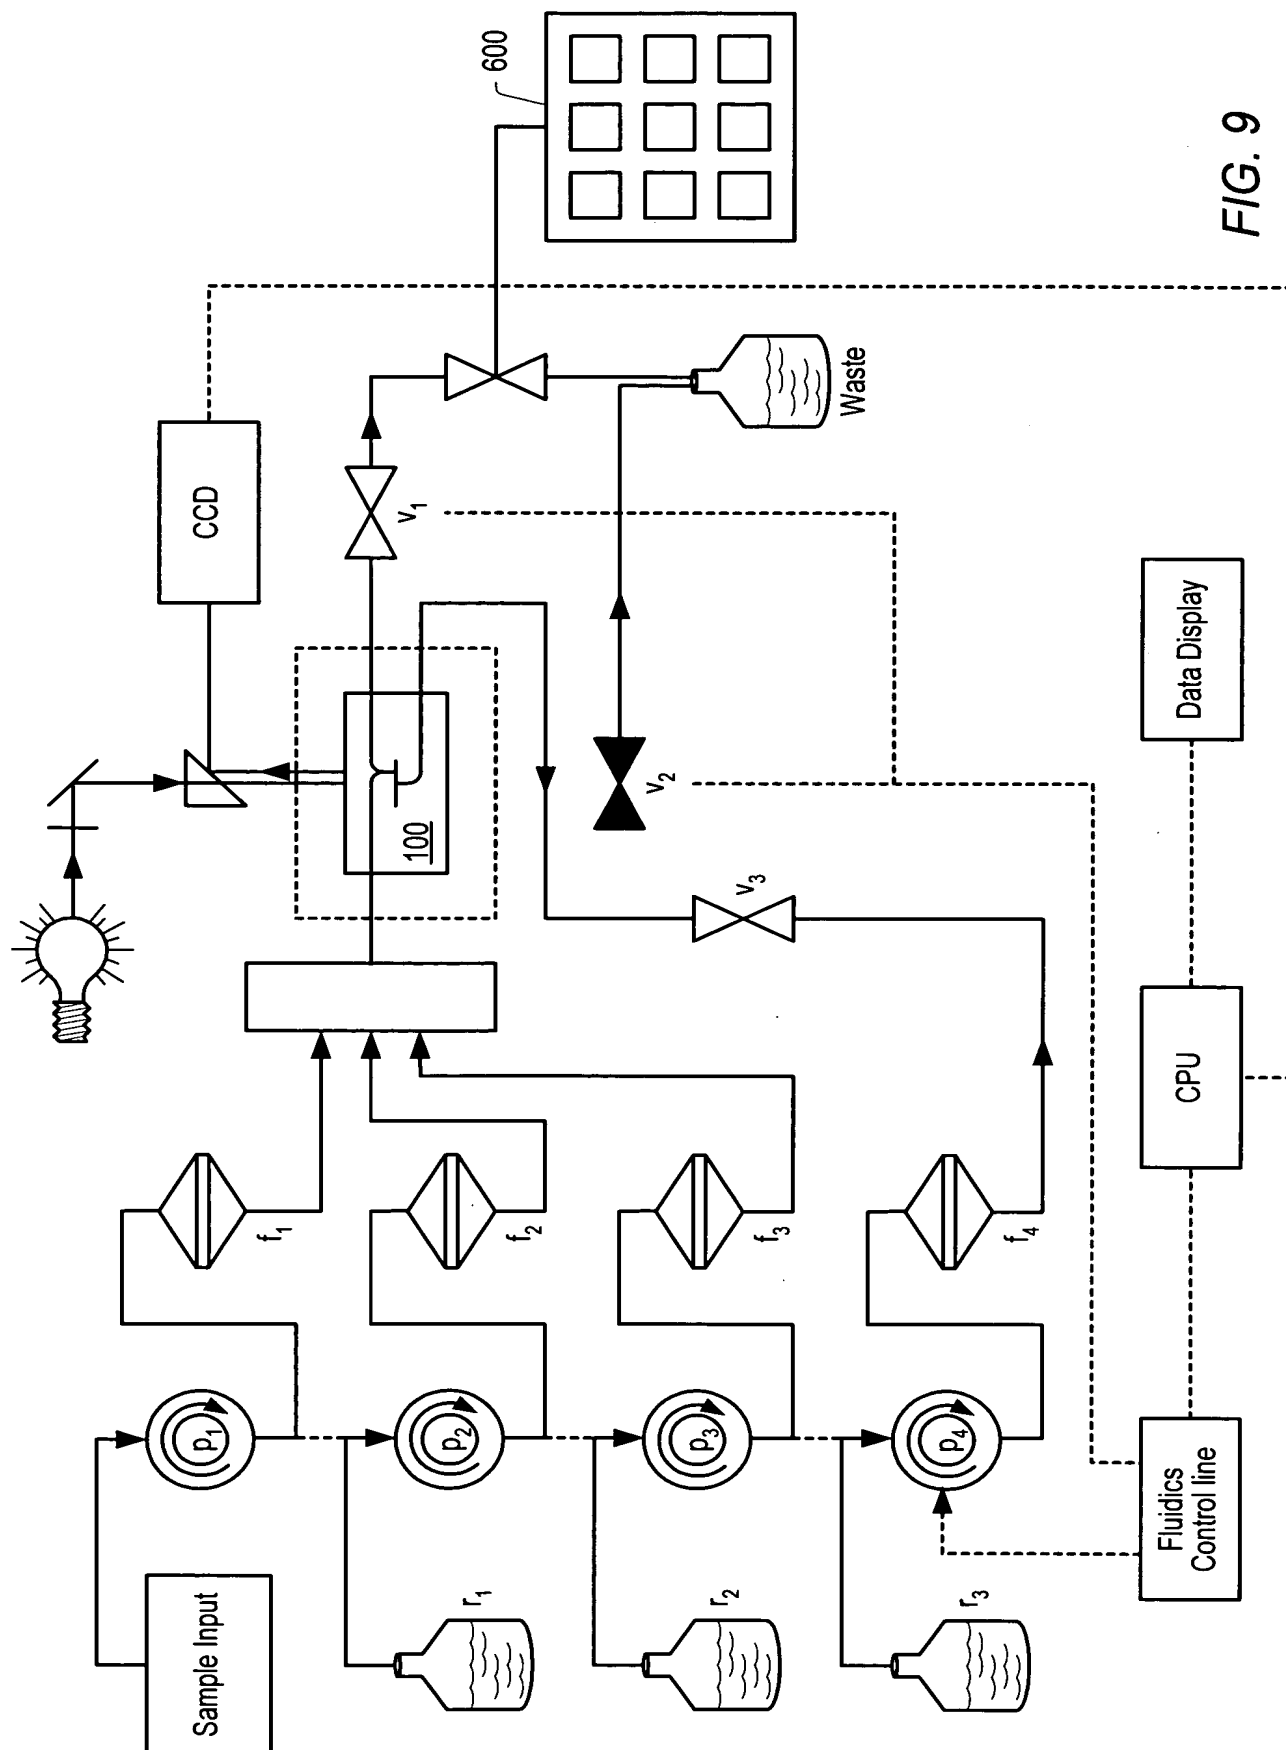 Sample Input
r₁
r₂
r₃
p₁
p₂
p₃
p₄
f₁
f₂
f₃
f₄
Fluidics
Control line
CPU
Data Display
100
CCD
v₁
v₂
v₃
Waste
600
FIG. 9